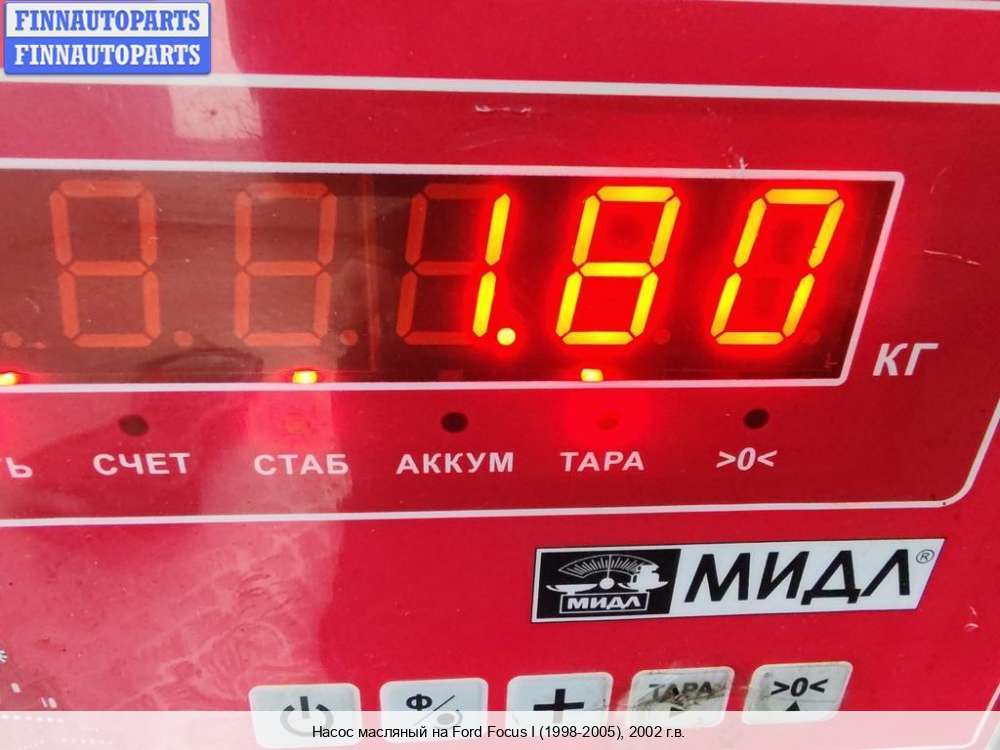 FINNAUTOPARTS
FINNAUTOPARTS
1.80
КГ
СЧЕТ СТАБ АККУМ ТАРА >0<
МИДЛ МИДЛ®
Ф/ + ТАРА >0<
Насос масляный на Ford Focus I (1998-2005), 2002 г.в.